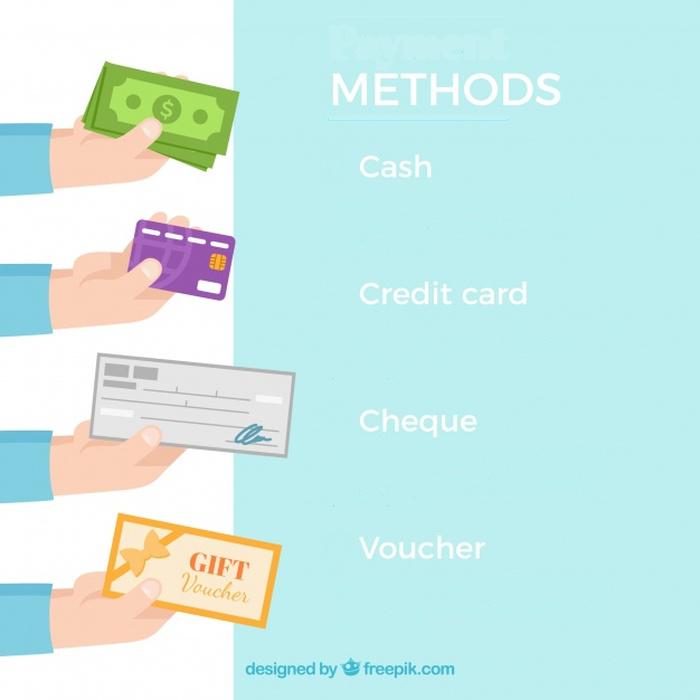 Payment
METHODS
Cash
Credit card
Cheque
Voucher
$
GIFT
Voucher
designed by freepik.com